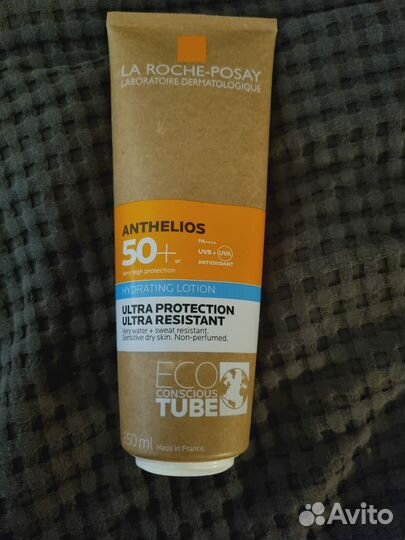 LA ROCHE-POSAY
LABORATOIRE DERMATOLOGIQUE
ANTHELIOS
50+
very high protection
PA++++
UVB + UVA
ANTIOXIDANT
HYDRATING LOTION
ULTRA PROTECTION
ULTRA RESISTANT
Very water + sweat resistant.
Sensitive dry skin. Non-perfumed.
ECO
CONSCIOUS
TUBE
250 ml Made in France
Avito